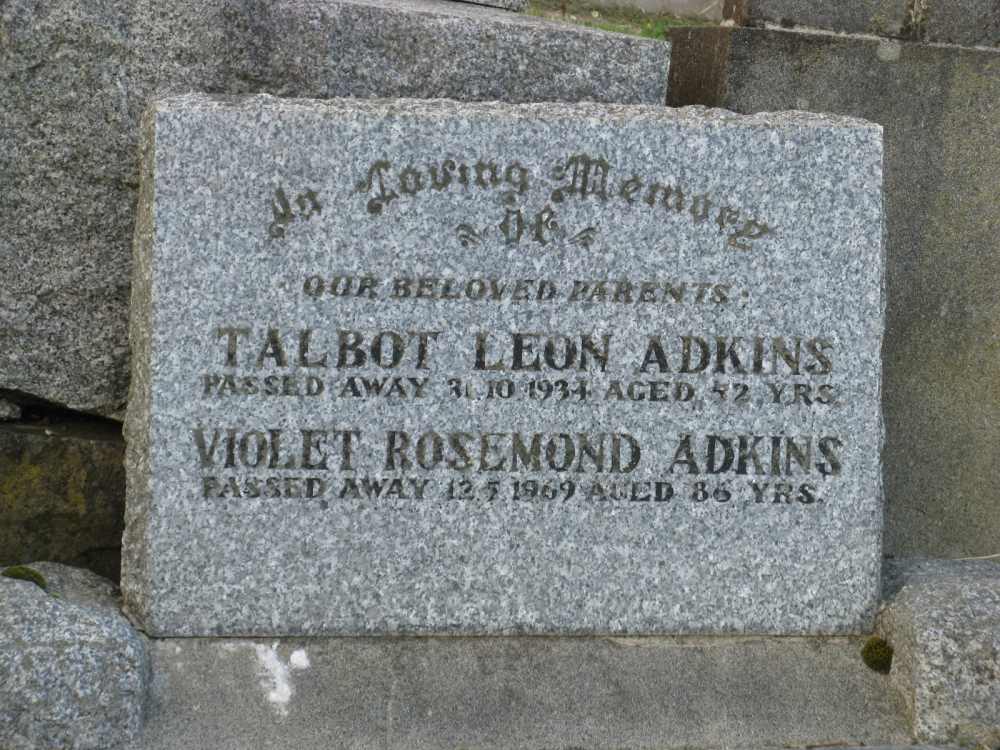 In Loving Memory
Of
OUR BELOVED PARENTS
TALBOT LEON ADKINS
PASSED AWAY 31.10.1934 AGED 52 YRS.
VIOLET ROSEMOND ADKINS
PASSED AWAY 12.5.1969 AGED 86 YRS.